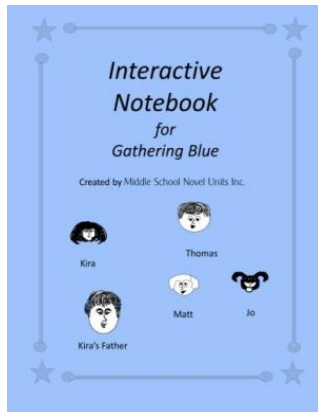 Interactive
Notebook
for
Gathering Blue
Created by Middle School Novel Units Inc.
Kira
Thomas
Kira's Father
Matt
Jo